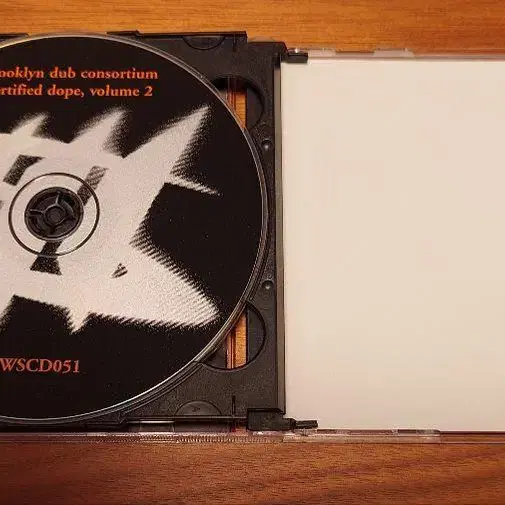 ooklyn dub consortium
rtified dope, volume 2
WSCD051